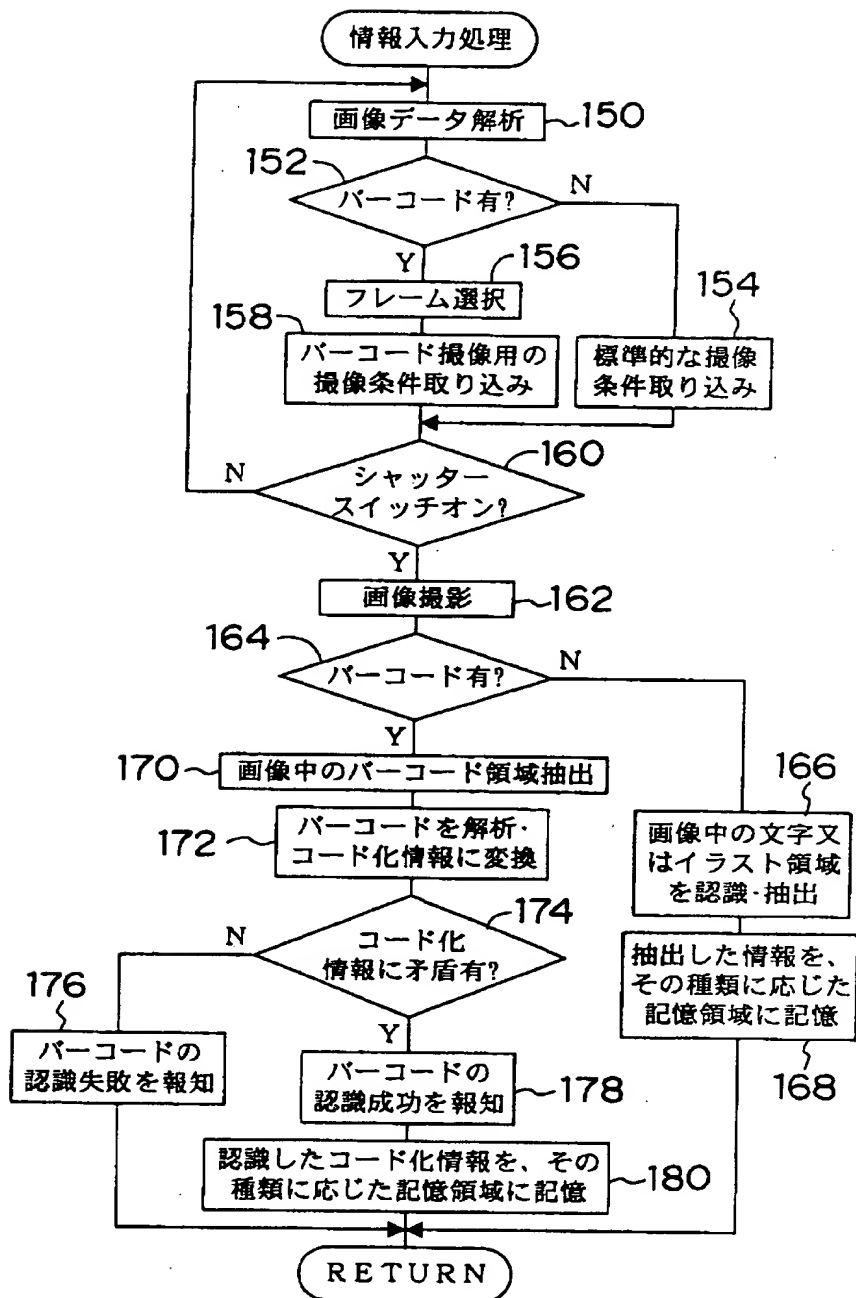 情報入力処理
画像データ解析
150
152
バーコード有?
N
Y
156
フレーム選択
154
158
バーコード撮像用の
撮像条件取り込み
標準的な撮像
条件取り込み
160
N
シャッター
スイッチオン?
Y
画像撮影
162
164
バーコード有?
N
Y
170
画像中のバーコード領域抽出
166
172
バーコードを解析・
コード化情報に変換
画像中の文字又
はイラスト領域
を認識・抽出
174
N
コード化
情報に矛盾有?
抽出した情報を、
その種類に応じた
記憶領域に記憶
176
Y
バーコードの
認識失敗を報知
バーコードの
認識成功を報知
178
168
認識したコード化情報を、その
種類に応じた記憶領域に記憶
180
RETURN